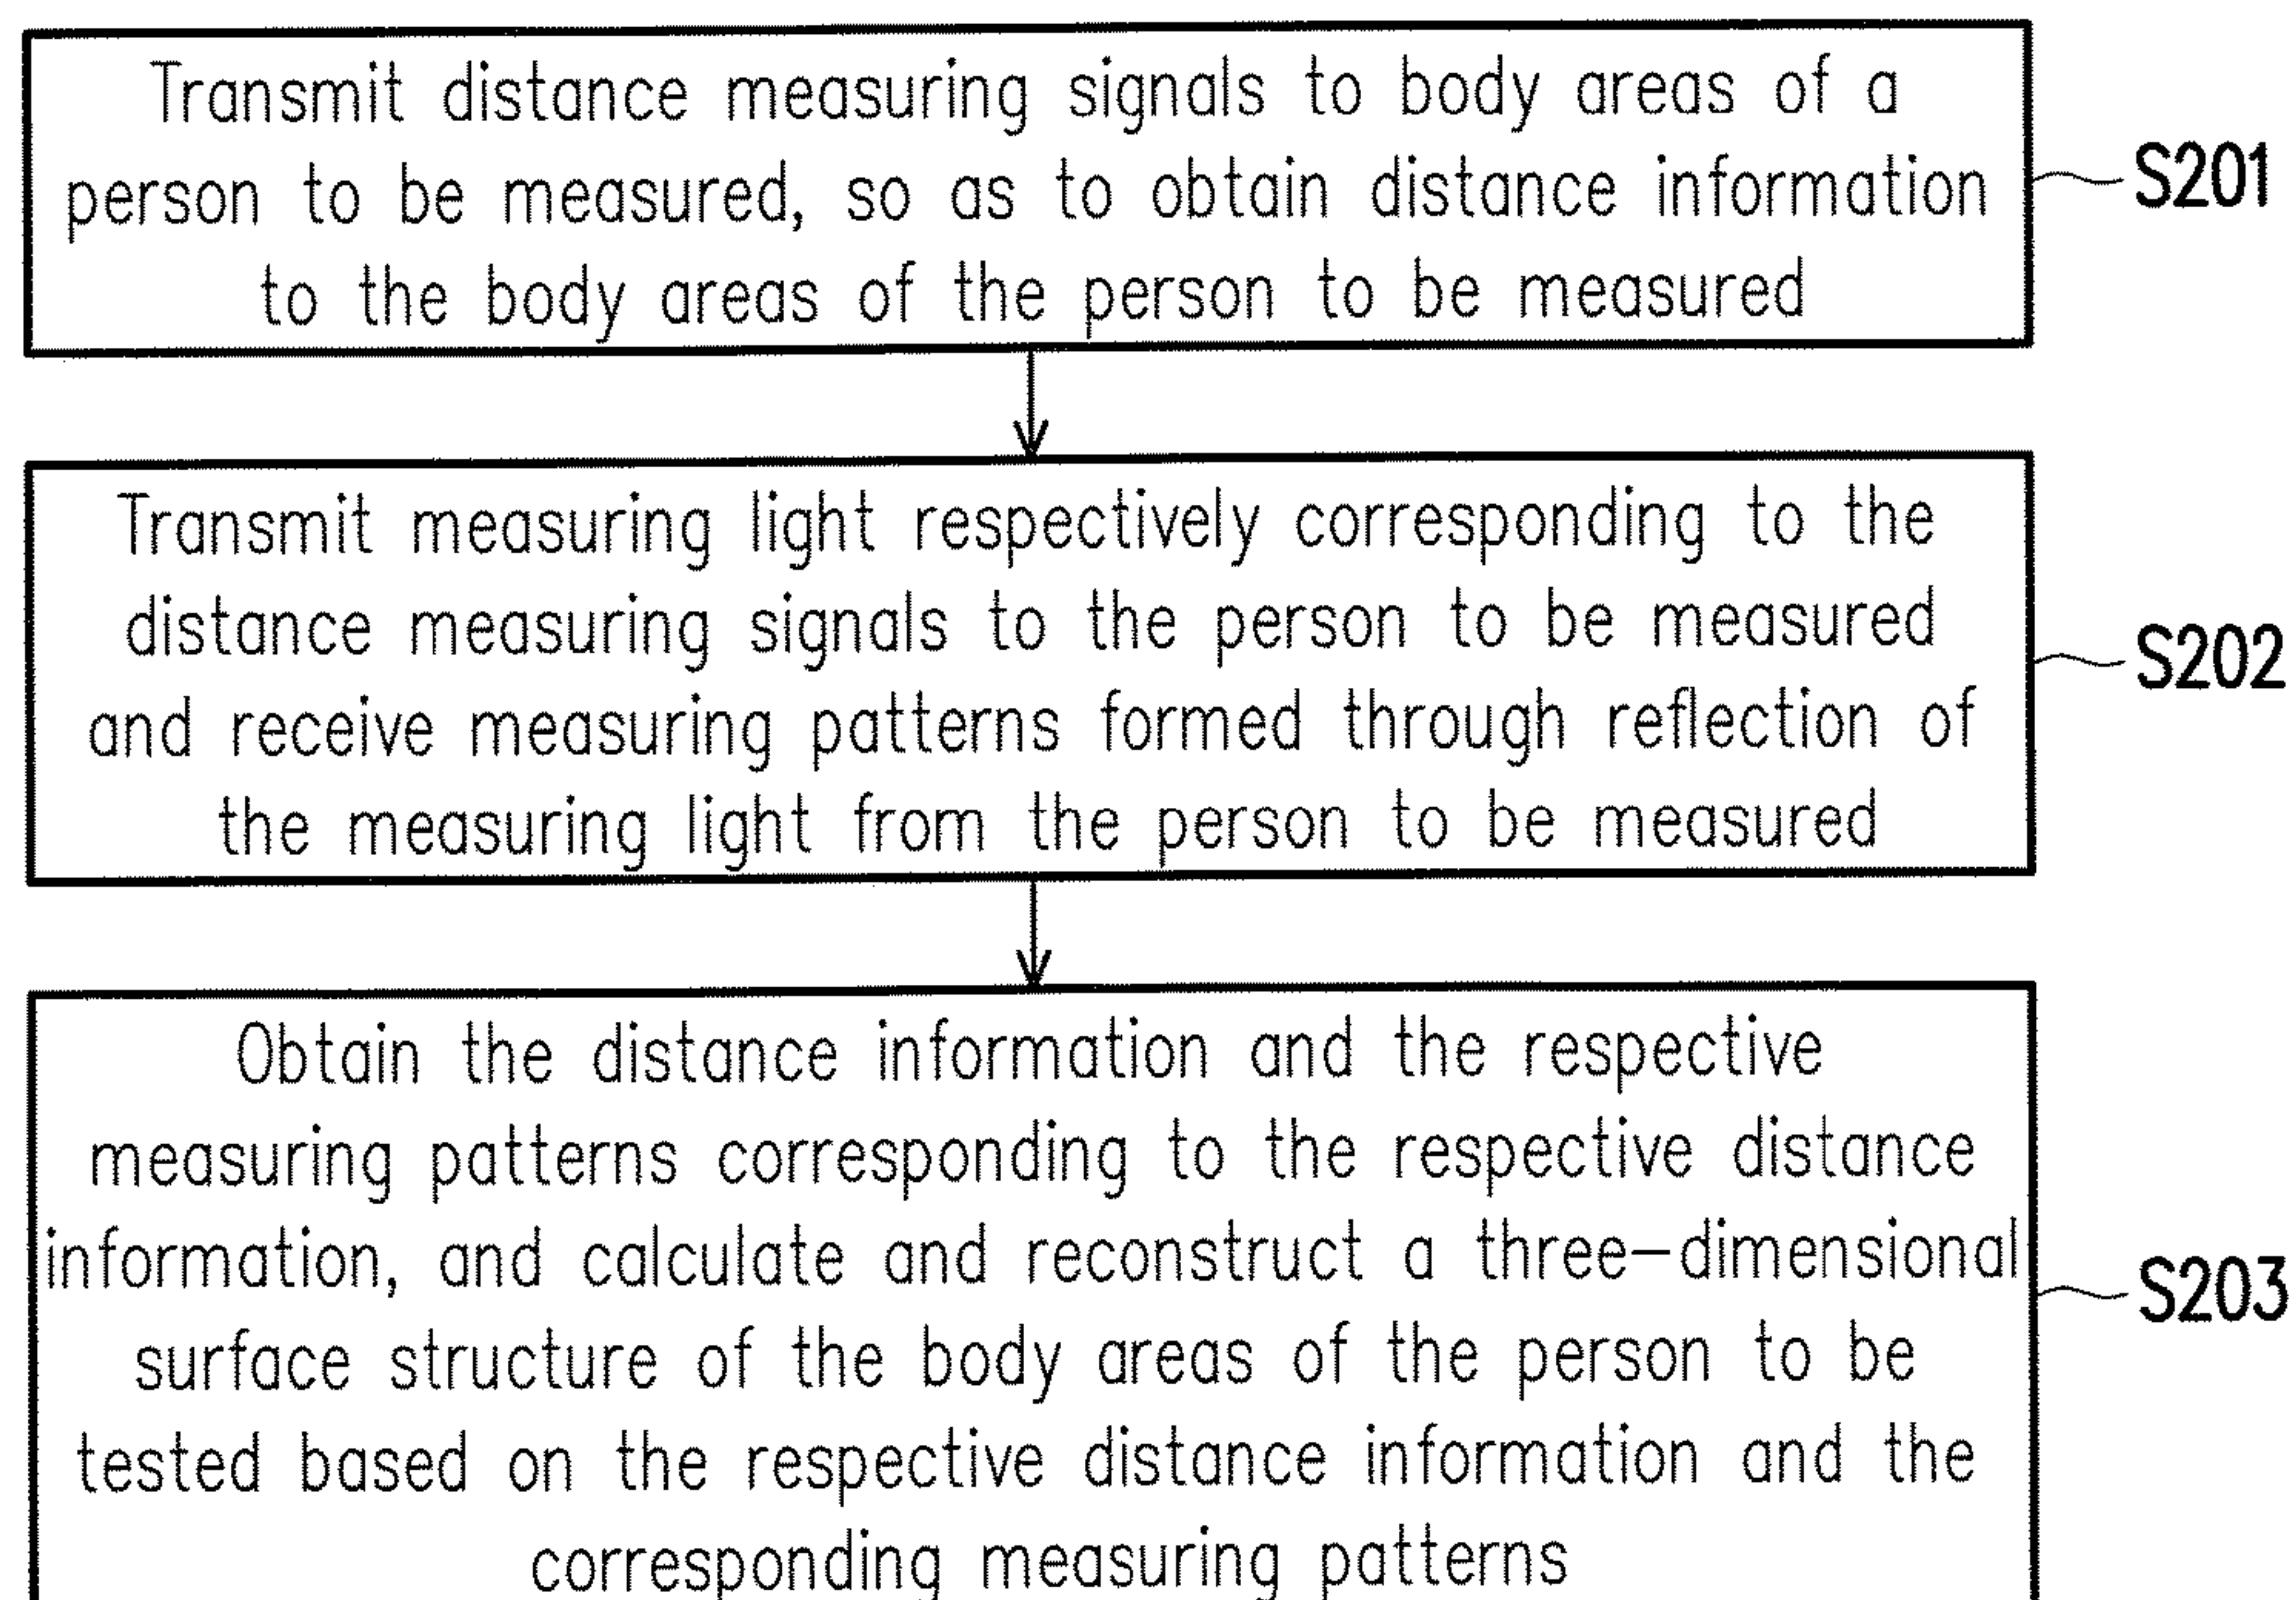 Transmit distance measuring signals to body areas of a
person to be measured, so as to obtain distance information
to the body areas of the person to be measured
S201
Transmit measuring light respectively corresponding to the
distance measuring signals to the person to be measured
and receive measuring patterns formed through reflection of
the measuring light from the person to be measured
S202
Obtain the distance information and the respective
measuring patterns corresponding to the respective distance
information, and calculate and reconstruct a three-dimensional
surface structure of the body areas of the person to be
tested based on the respective distance information and the
corresponding measuring patterns
S203